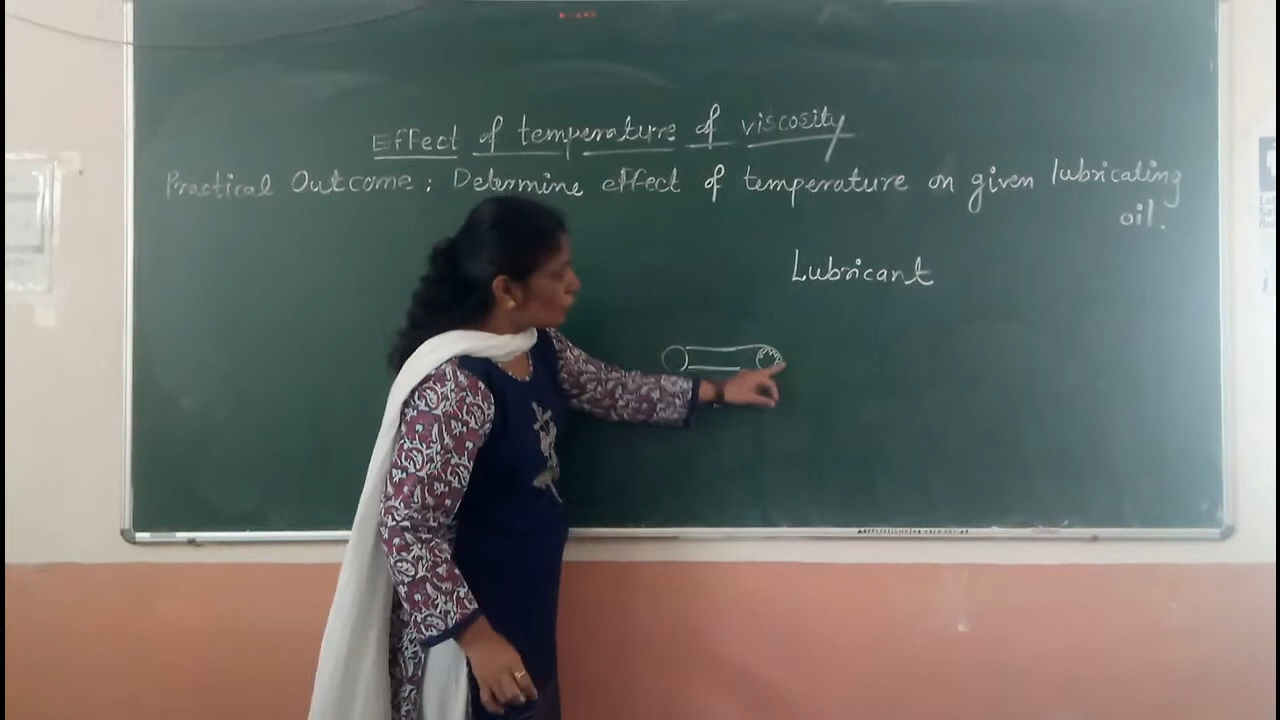 Effect of temperature of viscosity
Practical Outcome : Determine effect of temperature on given lubricating
oil.
Lubricant